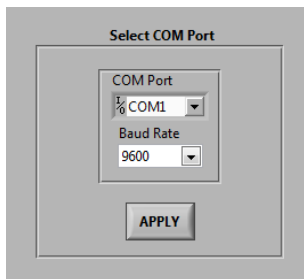 Select COM Port
COM Port
I/O COM1
Baud Rate
9600
APPLY